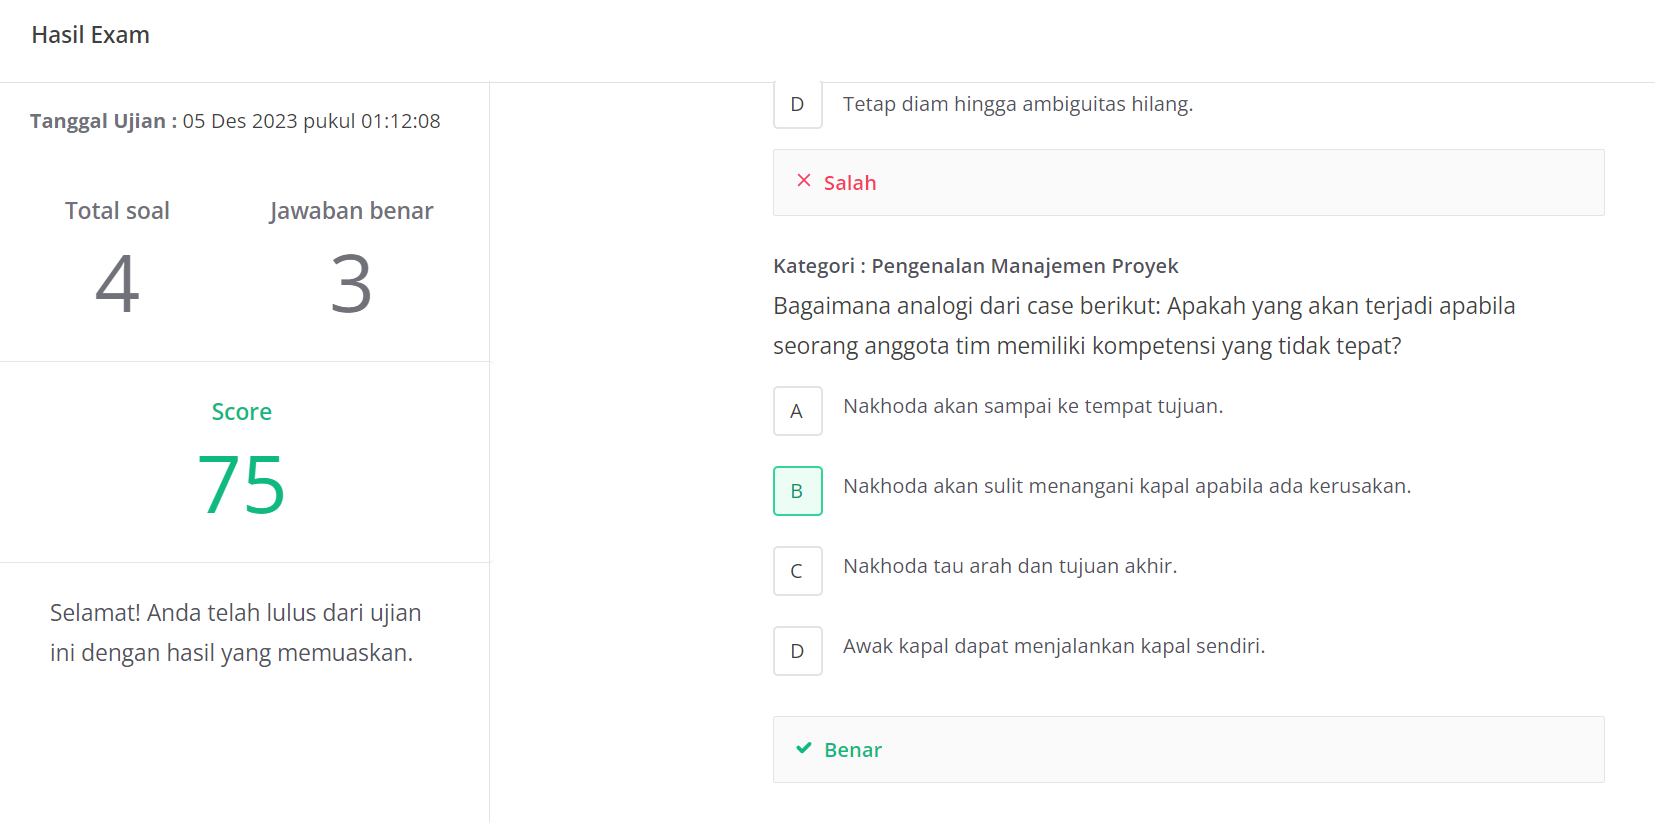 Hasil Exam
Tanggal Ujian : 05 Des 2023 pukul 01:12:08
Total soal
4
Jawaban benar
3
Score
75
Selamat! Anda telah lulus dari ujian
ini dengan hasil yang memuaskan.
D Tetap diam hingga ambiguitas hilang.
Salah
Kategori : Pengenalan Manajemen Proyek
Bagaimana analogi dari case berikut: Apakah yang akan terjadi apabila
seorang anggota tim memiliki kompetensi yang tidak tepat?
A Nakhoda akan sampai ke tempat tujuan.
B Nakhoda akan sulit menangani kapal apabila ada kerusakan.
C Nakhoda tau arah dan tujuan akhir.
D Awak kapal dapat menjalankan kapal sendiri.
Benar